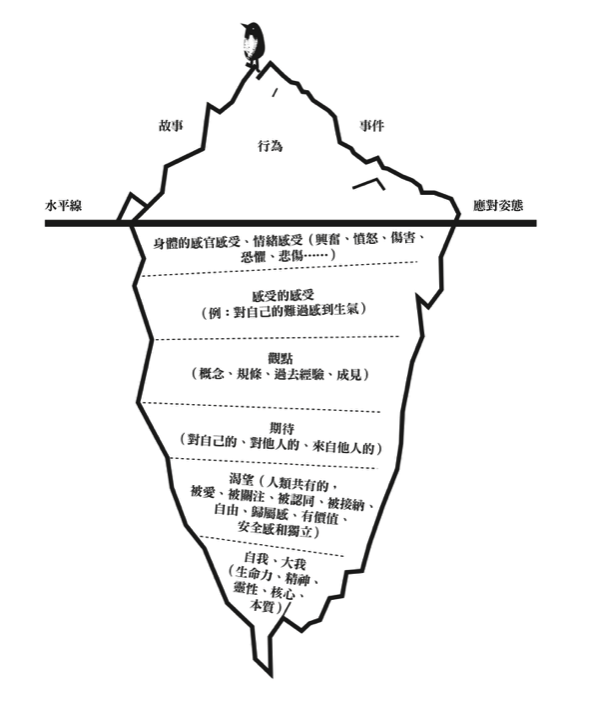 故事
事件
行為
水平線
應對姿態
身體的感官感受、情緒感受（興奮、憤怒、傷害、
恐懼、悲傷……）
感受的感受
（例：對自己的難過感到生氣）
觀點
（概念、規條、過去經驗、成見）
期待
（對自己的、對他人的、來自他人的）
渴望（人類共有的，
被愛、被關注、被認同、被接納、
自由、歸屬感、有價值、
安全感和獨立）
自我、大我
（生命力、精神、
靈性、核心、
本質）